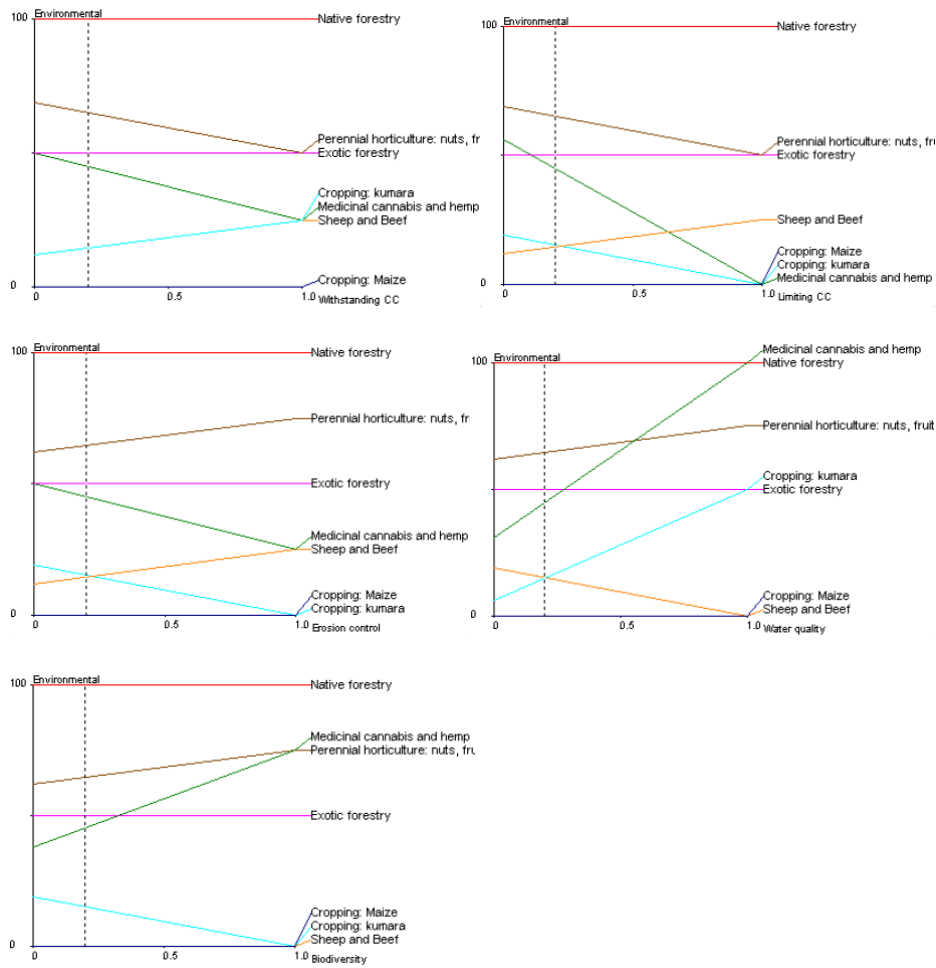 Environmental
100
Native forestry
Perennial horticulture: nuts, fr
Exotic forestry
Cropping: kumara
Medicinal cannabis and hemp
Sheep and Beef
Cropping: Maize
0
0
0.5
1.0
Withstanding CC
Environmental
100
Native forestry
Perennial horticulture: nuts, fru
Exotic forestry
Sheep and Beef
Cropping: Maize
Cropping: kumara
Medicinal cannabis and hemp
0
0
0.5
1.0
Limiting CC
Environmental
100
Native forestry
Perennial horticulture: nuts, fr
Exotic forestry
Medicinal cannabis and hemp
Sheep and Beef
Cropping: Maize
Cropping: kumara
0
0
0.5
1.0
Erosion control
Medicinal cannabis and hemp
Environmental
100
Native forestry
Perennial horticulture: nuts, fruit
Cropping: kumara
Exotic forestry
Cropping: Maize
Sheep and Beef
0
0
0.5
1.0
Water quality
Environmental
100
Native forestry
Medicinal cannabis and hemp
Perennial horticulture: nuts, fru
Exotic forestry
Cropping: Maize
Cropping: kumara
Sheep and Beef
0
0
0.5
1.0
Biodiversity